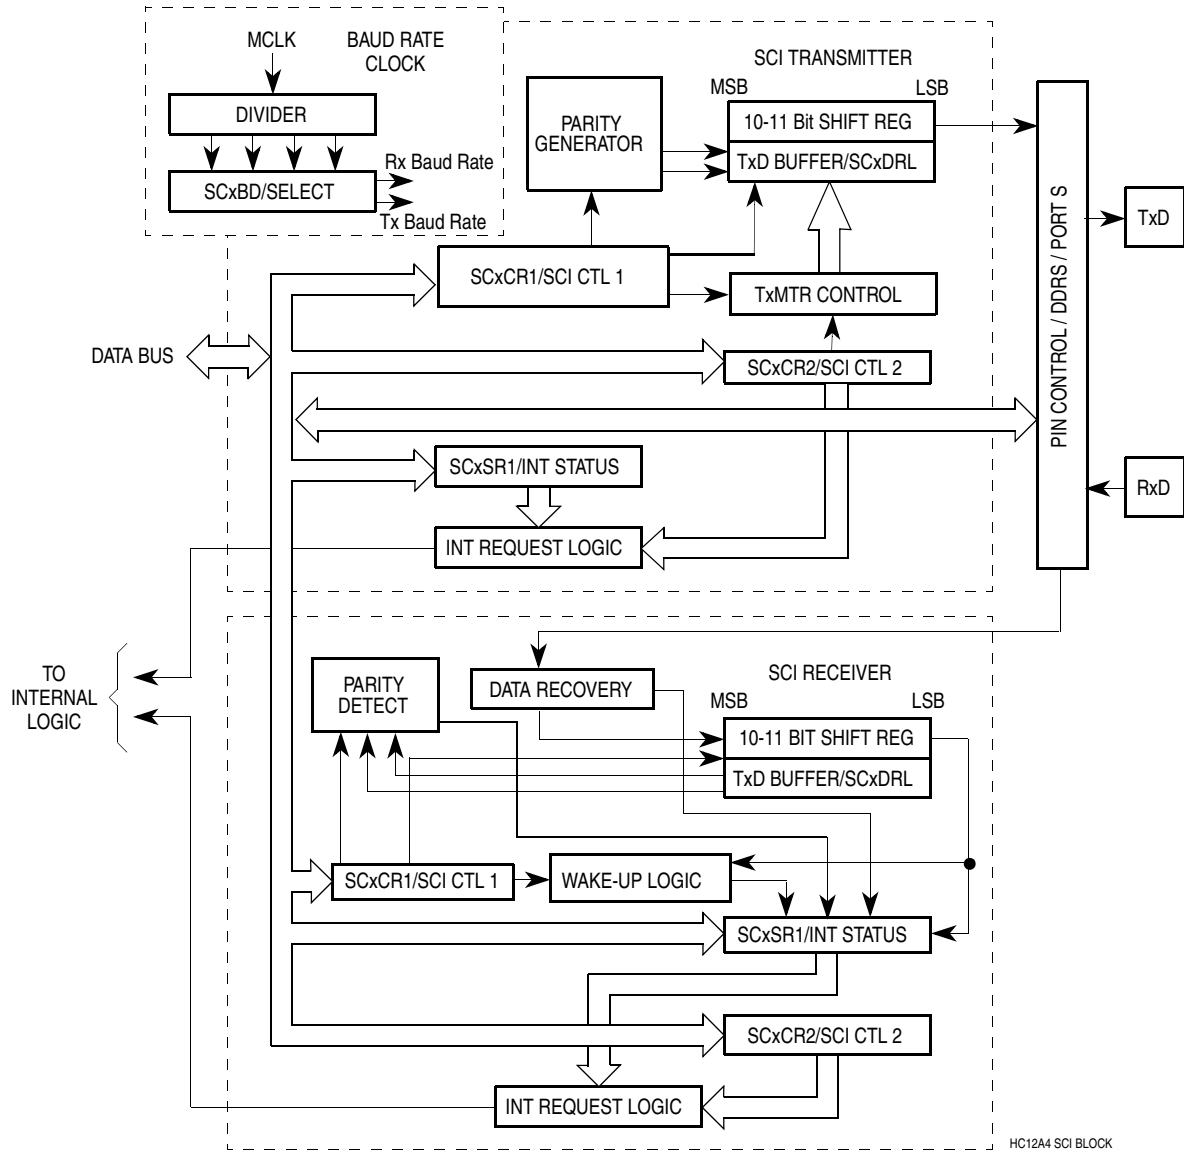 MCLK
BAUD RATE
CLOCK
DIVIDER
SCxBD/SELECT
Rx Baud Rate
Tx Baud Rate
SCI TRANSMITTER
MSB
LSB
PARITY
GENERATOR
10-11 Bit SHIFT REG
TxD BUFFER/SCxDRL
SCxCR1/SCI CTL 1
TxMTR CONTROL
DATA BUS
SCxCR2/SCI CTL 2
SCxSR1/INT STATUS
INT REQUEST LOGIC
PIN CONTROL / DDRS / PORT S
TxD
RxD
TO
INTERNAL
LOGIC
PARITY
DETECT
DATA RECOVERY
SCI RECEIVER
MSB
LSB
10-11 BIT SHIFT REG
TxD BUFFER/SCxDRL
SCxCR1/SCI CTL 1
WAKE-UP LOGIC
SCxSR1/INT STATUS
SCxCR2/SCI CTL 2
INT REQUEST LOGIC
HC12A4 SCI BLOCK